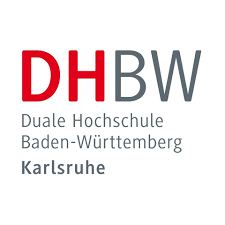 DHBW
Duale Hochschule
Baden-Württemberg
Karlsruhe